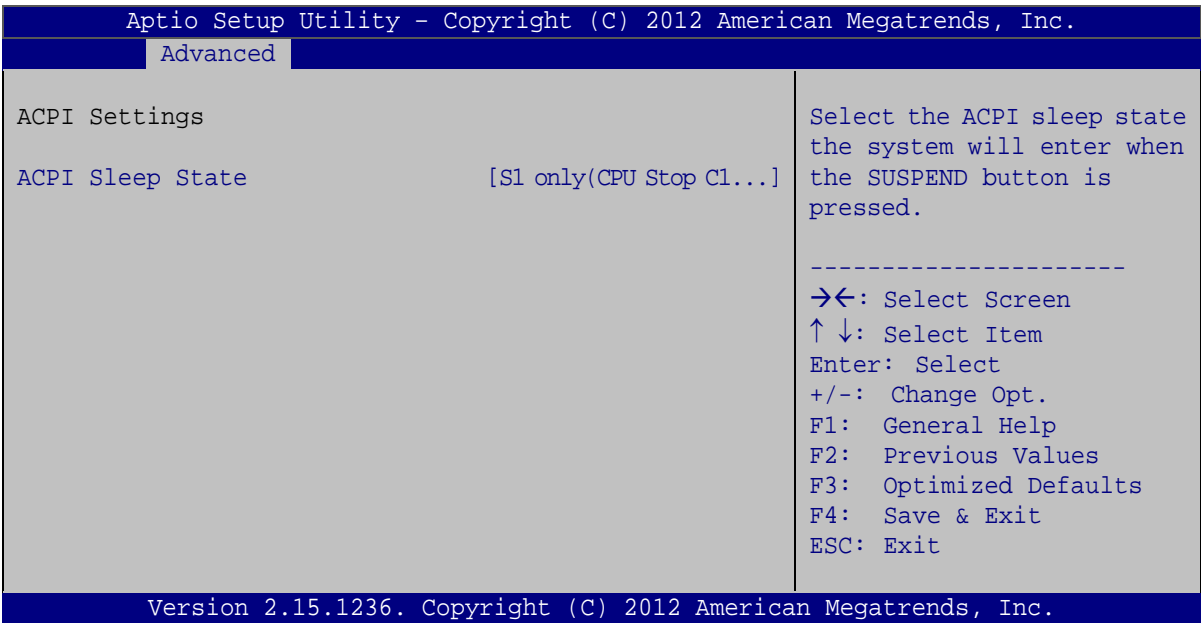 Aptio Setup Utility – Copyright (C) 2012 American Megatrends, Inc.
Advanced
ACPI Settings
ACPI Sleep State [S1 only(CPU Stop C1...]
Select the ACPI sleep state
the system will enter when
the SUSPEND button is
pressed.
----------------------
→←: Select Screen
↑ ↓: Select Item
Enter: Select
+/-: Change Opt.
F1: General Help
F2: Previous Values
F3: Optimized Defaults
F4: Save & Exit
ESC: Exit
Version 2.15.1236. Copyright (C) 2012 American Megatrends, Inc.